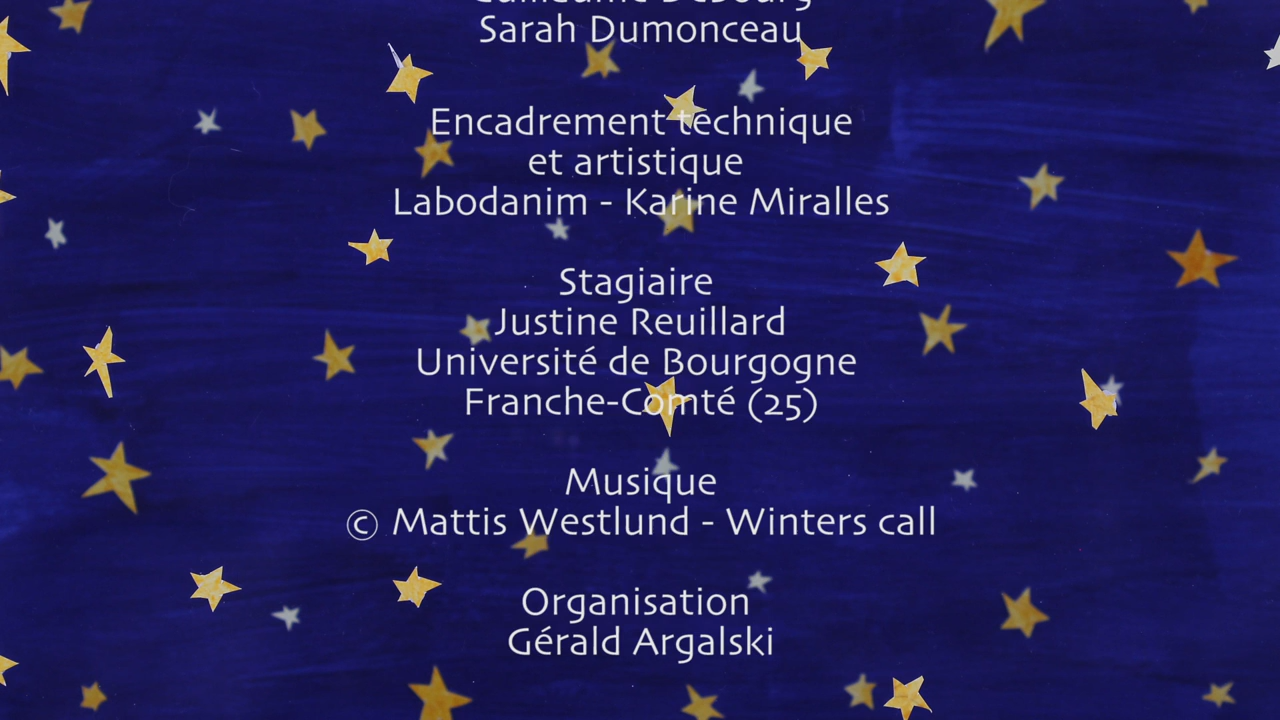 Sarah Dumonceau
Encadrement technique
et artistique
Labodanim - Karine Miralles
Stagiaire
Justine Reuillard
Université de Bourgogne
Franche-Comté (25)
Musique
© Mattis Westlund - Winters call
Organisation
Gérald Argalski